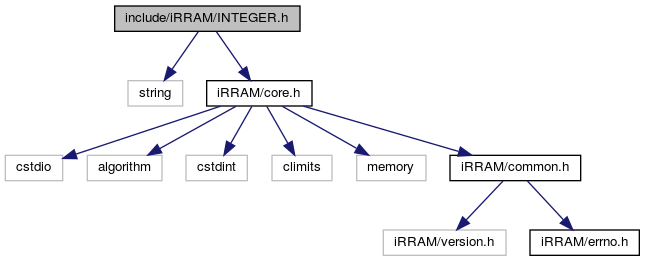 include/iRRAM/INTEGER.h
string
iRRAM/core.h
cstdio
algorithm
cstdint
climits
memory
iRRAM/common.h
iRRAM/version.h
iRRAM/errno.h